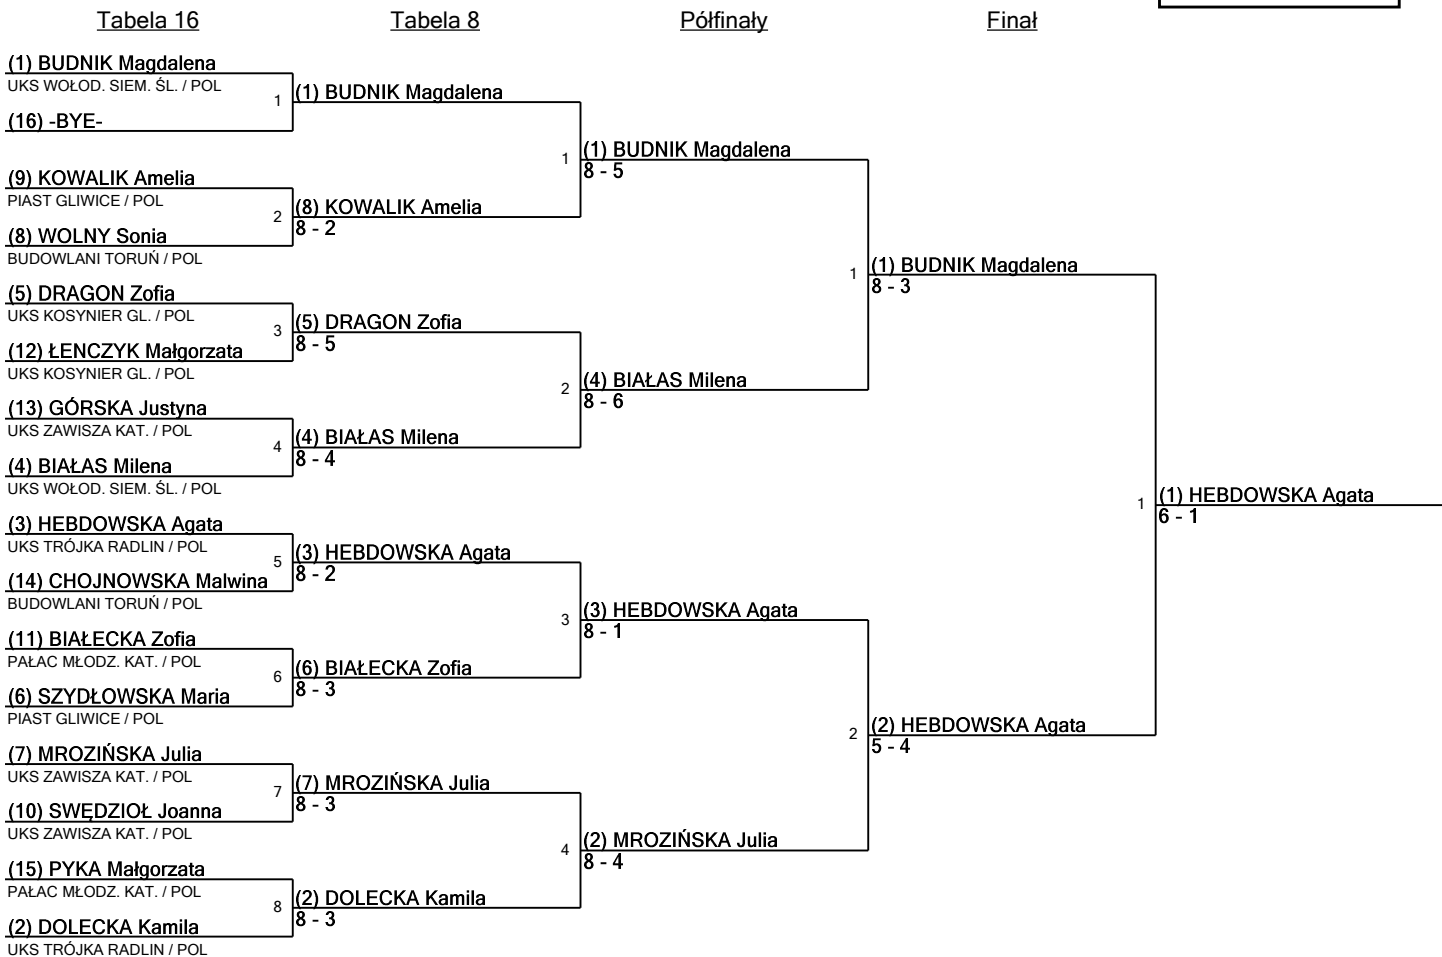 Tabela 16
Tabela 8
Półfinały
Finał
(1) BUDNIK Magdalena
UKS WOŁOD. SIEM. ŚL. / POL
1
(16) -BYE-
(9) KOWALIK Amelia
PIAST GLIWICE / POL
2
(8) WOLNY Sonia
BUDOWLANI TORUŃ / POL
(5) DRAGON Zofia
UKS KOSYNIER GL. / POL
3
(12) ŁENCZYK Małgorzata
UKS KOSYNIER GL. / POL
(13) GÓRSKA Justyna
UKS ZAWISZA KAT. / POL
4
(4) BIAŁAS Milena
UKS WOŁOD. SIEM. ŚL. / POL
(3) HEBDOWSKA Agata
UKS TRÓJKA RADLIN / POL
5
(14) CHOJNOWSKA Malwina
BUDOWLANI TORUŃ / POL
(11) BIAŁECKA Zofia
PAŁAC MŁODZ. KAT. / POL
6
(6) SZYDŁOWSKA Maria
PIAST GLIWICE / POL
(7) MROZIŃSKA Julia
UKS ZAWISZA KAT. / POL
7
(10) SWĘDZIOŁ Joanna
UKS ZAWISZA KAT. / POL
(15) PYKA Małgorzata
PAŁAC MŁODZ. KAT. / POL
8
(2) DOLECKA Kamila
UKS TRÓJKA RADLIN / POL
(1) BUDNIK Magdalena
1
(8) KOWALIK Amelia
8 - 2
(5) DRAGON Zofia
8 - 5
2
(4) BIAŁAS Milena
8 - 4
(3) HEBDOWSKA Agata
8 - 2
3
(6) BIAŁECKA Zofia
8 - 3
(7) MROZIŃSKA Julia
8 - 3
4
(2) DOLECKA Kamila
8 - 3
(1) BUDNIK Magdalena
8 - 5
1
(4) BIAŁAS Milena
8 - 6
(3) HEBDOWSKA Agata
8 - 1
2
(2) MROZIŃSKA Julia
8 - 4
(1) BUDNIK Magdalena
8 - 3
1
(2) HEBDOWSKA Agata
5 - 4
(1) HEBDOWSKA Agata
6 - 1